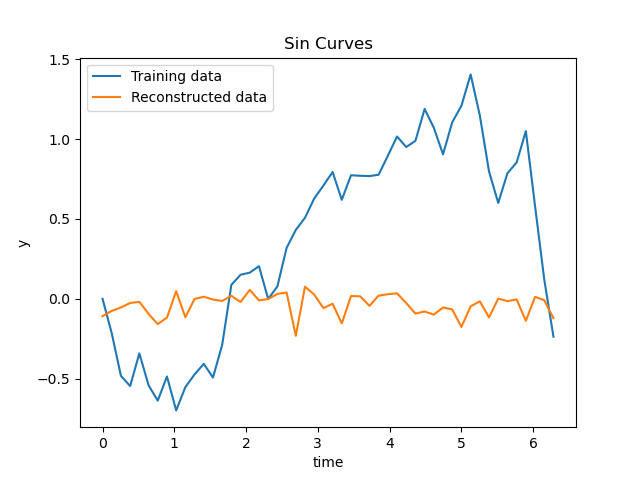 Sin Curves
Training data
Reconstructed data
1.5
1.0
0.5
0.0
−0.5
y
0 1 2 3 4 5 6
time